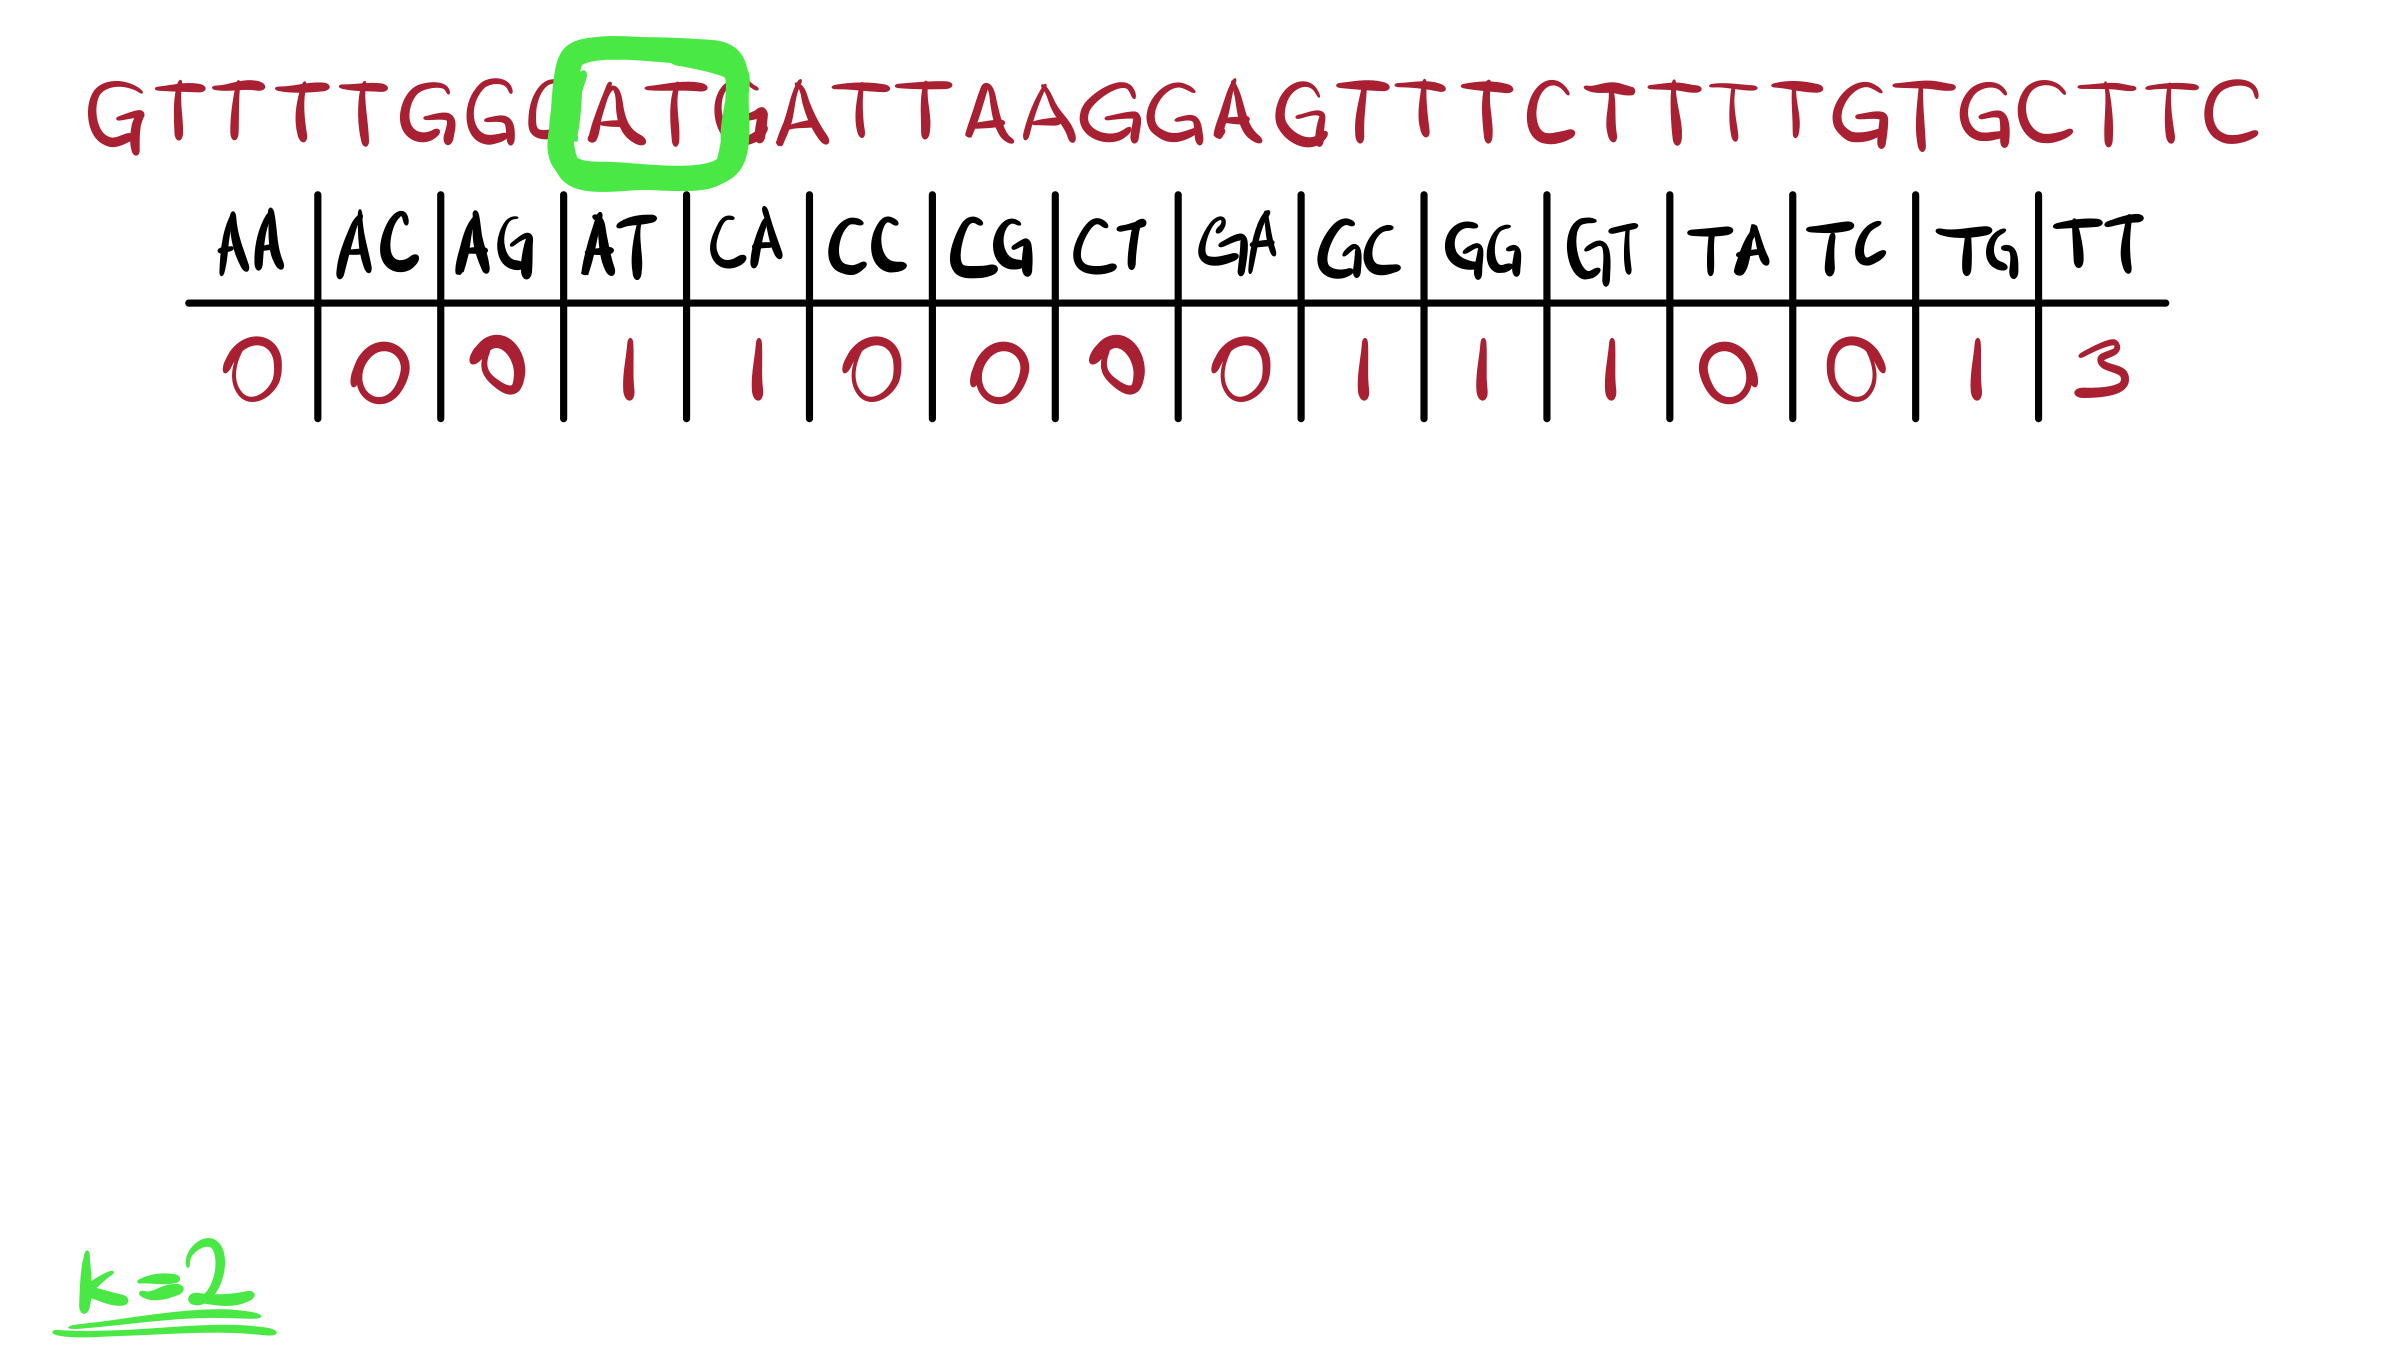 GTTTTGGCATGATTAAGGAGTTTCTTTTGTGCTTC
AA AC AG AT CA CC CG CT GA GC GG GT TA TC TG TT
0 0 0 1 1 0 0 0 0 1 1 1 0 0 1 3
k=2